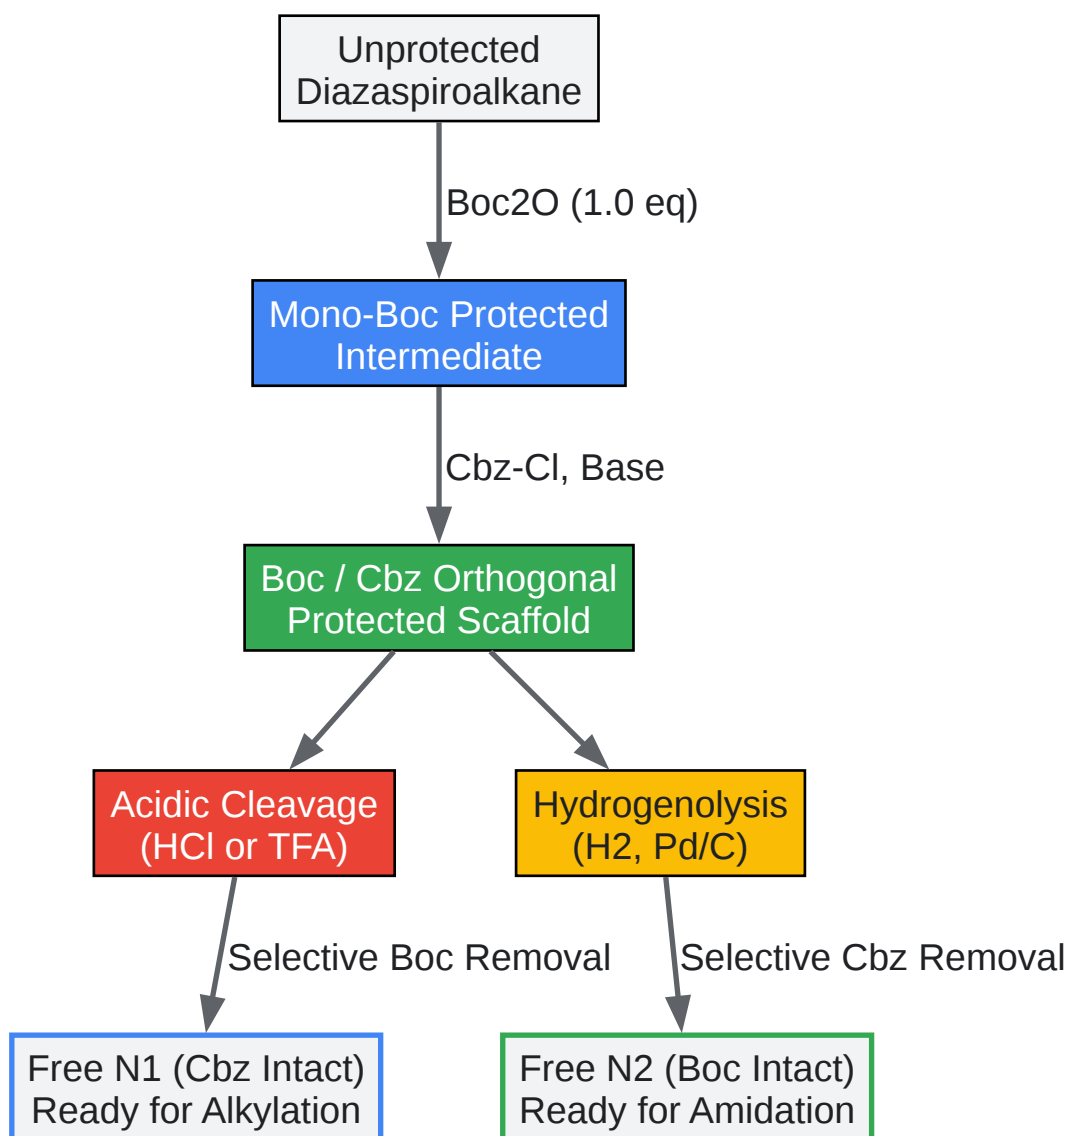 Unprotected
Diazaspiroalkane
Boc2O (1.0 eq)
Mono-Boc Protected
Intermediate
Cbz-Cl, Base
Boc / Cbz Orthogonal
Protected Scaffold
Acidic Cleavage
(HCl or TFA)
Hydrogenolysis
(H2, Pd/C)
Selective Boc Removal
Selective Cbz Removal
Free N1 (Cbz Intact)
Ready for Alkylation
Free N2 (Boc Intact)
Ready for Amidation